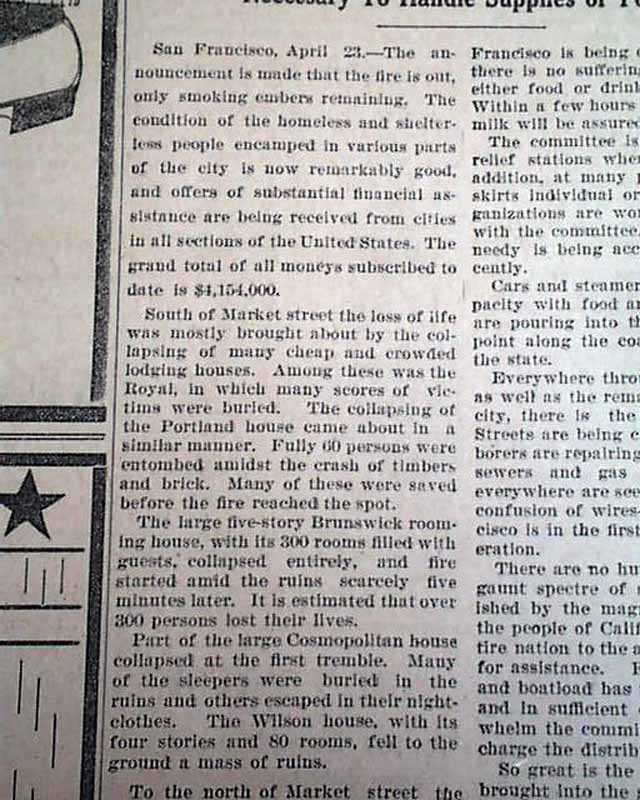 Necessary To Handle Supplies of
San Francisco, April 23.—The an-
nouncement is made that the fire is out,
only smoking embers remaining. The
condition of the homeless and shelter-
less people encamped in various parts
of the city is now remarkably good,
and offers of substantial financial as-
sistance are being received from cities
in all sections of the United States. The
grand total of all moneys subscribed to
date is $4,154,000.
South of Market street the loss of life
was mostly brought about by the col-
lapsing of many cheap and crowded
lodging houses. Among these was the
Royal, in which many scores of vic-
tims were buried. The collapsing of
the Portland house came about in a
similar manner. Fully 60 persons were
entombed amidst the crash of timbers
and brick. Many of these were saved
before the fire reached the spot.
The large five-story Brunswick room-
ing house, with its 300 rooms filled with
guests, collapsed entirely, and fire
started amid the ruins scarcely five
minutes later. It is estimated that over
300 persons lost their lives.
Part of the large Cosmopolitan house
collapsed at the first tremble. Many
of the sleepers were buried in the
ruins and others escaped in their night-
clothes. The Wilson house, with its
four stories and 80 rooms, fell to the
ground a mass of ruins.
To the north of Market street the
Francisco is being
there is no suffering
either food or drink
Within a few hours
milk will be assured
The committee is
relief stations
addition, at many
skirts individual or
ganizations are
with the committee.
needy is being
cently.
Cars and steamer
pacity with food
are pouring into
point along the
the state.
Everywhere
as well as the
city, there is the
Streets are being
borers are repairing
sewers and gas
everywhere are
confusion of wires
cisco is in the first
eration.
There are no
gaunt spectre of
ished by the
the people of
tire nation to the
for assistance.
and boatload has
and in sufficient
whelm the
charge the
So great is the
brought into the